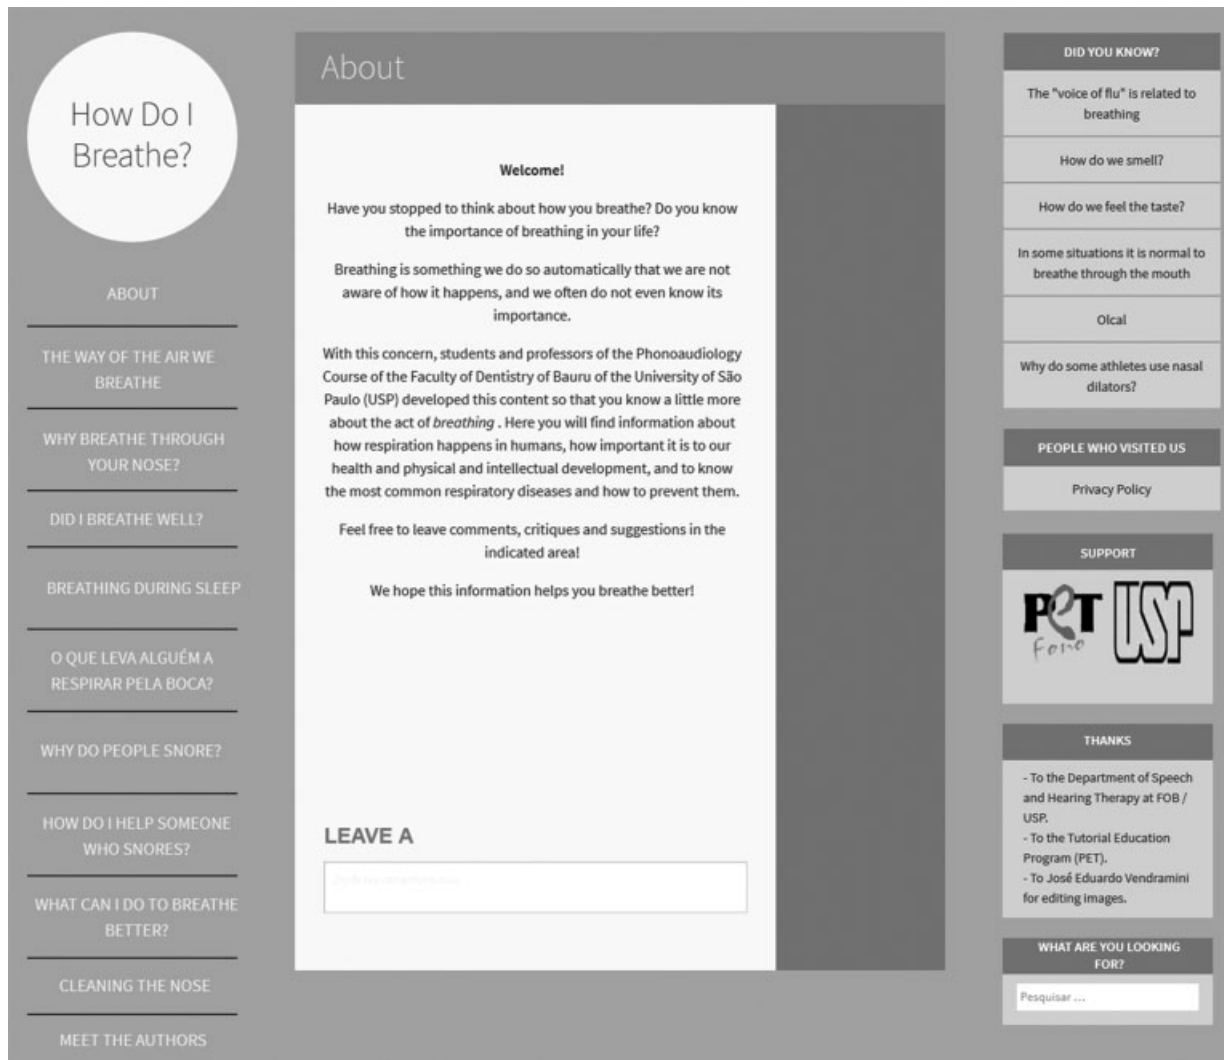 How Do I
Breathe?
ABOUT
THE WAY OF THE AIR WE
BREATHE
WHY BREATHE THROUGH
YOUR NOSE?
DID I BREATHE WELL?
BREATHING DURING SLEEP
O QUE LEVA ALGUÉM A
RESPIRAR PELA BOCA?
WHY DO PEOPLE SNORE?
HOW DO I HELP SOMEONE
WHO SNORES?
WHAT CAN I DO TO BREATHE
BETTER?
CLEANING THE NOSE
MEET THE AUTHORS
About
Welcome!
Have you stopped to think about how you breathe? Do you know
the importance of breathing in your life?
Breathing is something we do so automatically that we are not
aware of how it happens, and we often do not even know its
importance.
With this concern, students and professors of the Phonoaudiology
Course of the Faculty of Dentistry of Bauru of the University of São
Paulo (USP) developed this content so that you know a little more
about the act of breathing . Here you will find information about
how respiration happens in humans, how important it is to our
health and physical and intellectual development, and to know
the most common respiratory diseases and how to prevent them.
Feel free to leave comments, critiques and suggestions in the
indicated area!
We hope this information helps you breathe better!
LEAVE A
DID YOU KNOW?
The "voice of flu" is related to
breathing
How do we smell?
How do we feel the taste?
In some situations it is normal to
breathe through the mouth
Olcal
Why do some athletes use nasal
dilators?
PEOPLE WHO VISITED US
Privacy Policy
SUPPORT
PET USP
Fono
THANKS
- To the Department of Speech
and Hearing Therapy at FOB /
USP.
- To the Tutorial Education
Program (PET).
- To José Eduardo Vendramini
for editing images.
WHAT ARE YOU LOOKING
FOR?
Pesquisar ...